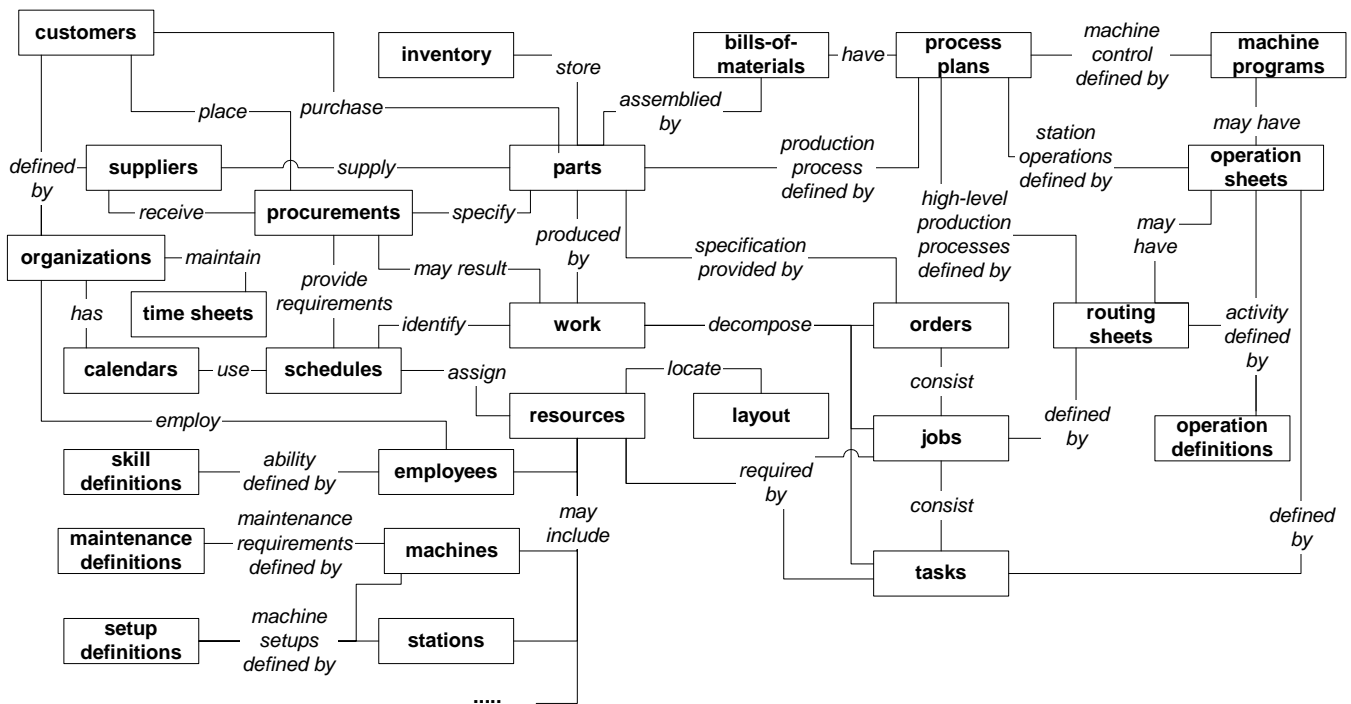 customers
inventory
bills-of-
materials
have
process
plans
machine
control
defined by
machine
programs
store
place
purchase
assemblied
by
may have
defined
by
suppliers
supply
parts
production
process
defined by
station
operations
defined by
operation
sheets
receive
procurements
specify
high-level
production
processes
defined by
may
have
organizations
maintain
provide
requirements
may result
produced
by
specification
provided by
has
time sheets
identify
work
decompose
orders
routing
sheets
activity
defined
by
calendars
use
schedules
assign
locate
consist
resources
layout
employ
jobs
defined
by
operation
definitions
skill
definitions
ability
defined by
employees
required
by
may
include
consist
defined
by
maintenance
definitions
maintenance
requirements
defined by
machines
tasks
setup
definitions
machine
setups
defined by
stations
.....